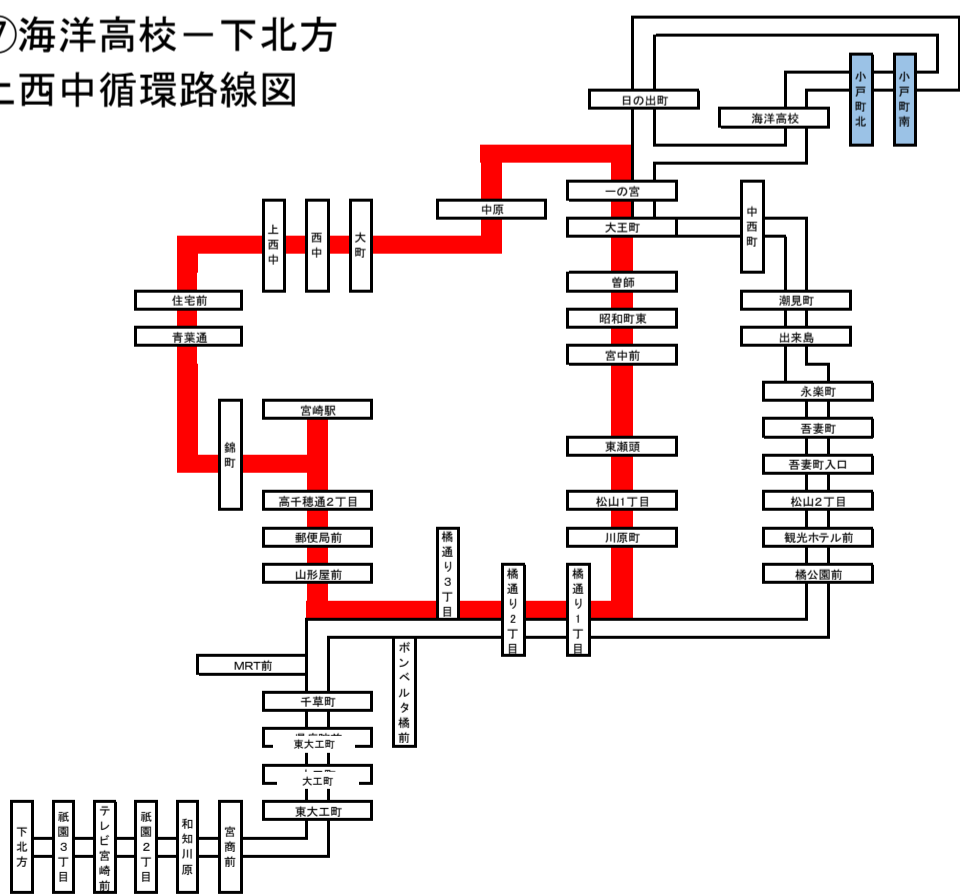 ⑦海洋高校－下北方
上西中循環路線図
日の出町
海洋高校
小戸町北
小戸町南
一の宮
中原
大王町
中西町
上西中
西中
大町
曽師
住宅前
潮見町
昭和町東
青葉通
出来島
宮中前
永楽町
宮崎駅
錦町
吾妻町
東瀬頭
吾妻町入口
高千穂通2丁目
松山1丁目
松山2丁目
郵便局前
橘通り3丁目
川原町
観光ホテル前
山形屋前
橘通り2丁目
橘通り1丁目
橘公園前
MRT前
ボンベルタ橘前
千草町
東大工町
大工町
東大工町
下北方
祇園3丁目
テレビ宮崎前
祇園2丁目
和知川原
宮商前